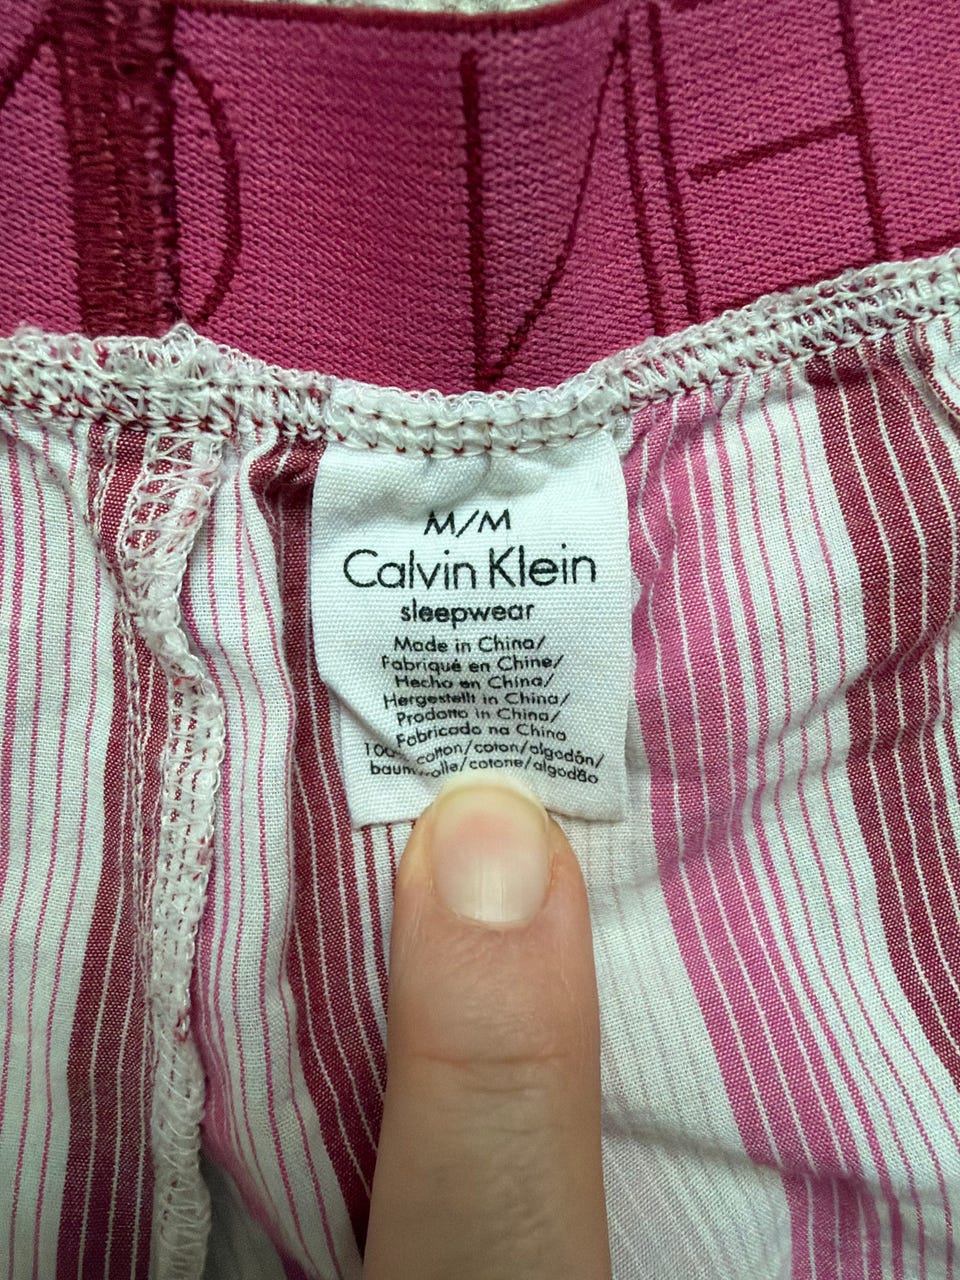 M/M
Calvin Klein
sleepwear
Made in China/
Fabriqué en Chine/
Hecho en China/
Hergestellt in China/
Prodotto in China/
Fabricado na China
cotton/coton/algodón/
baumwolle/cotone/algodão